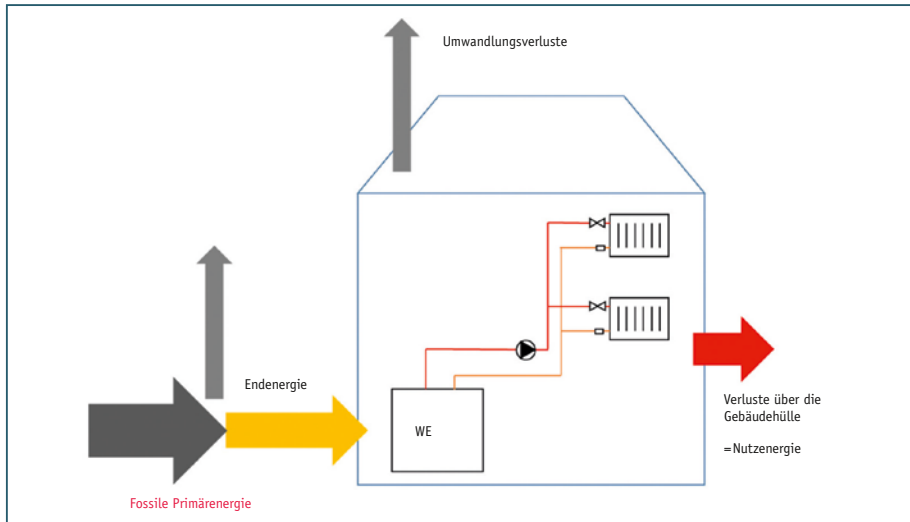 Umwandlungsverluste
Endenergie
WE
Verluste über die
Gebäudehülle
=Nutzenergie
Fossile Primärenergie